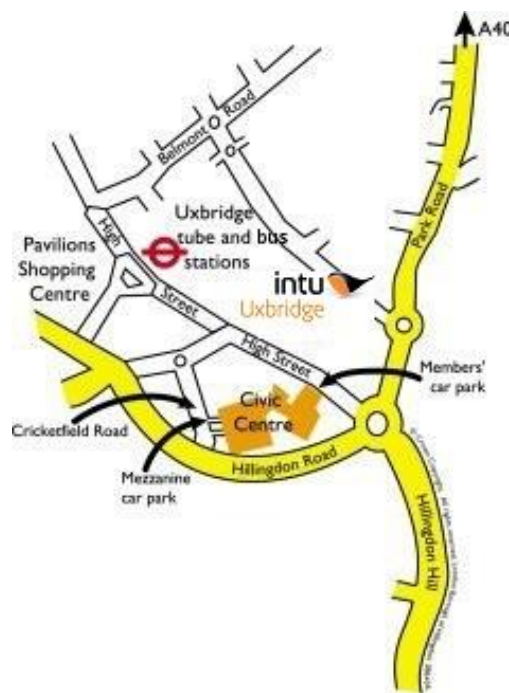 A40
Belmont Road
Park Road
High Street
Uxbridge
tube and bus
stations
Pavilions
Shopping
Centre
intu
Uxbridge
High Street
Members'
car park
Civic
Centre
Cricketfield Road
Mezzanine
car park
Hillingdon Road
Hillingdon Hill